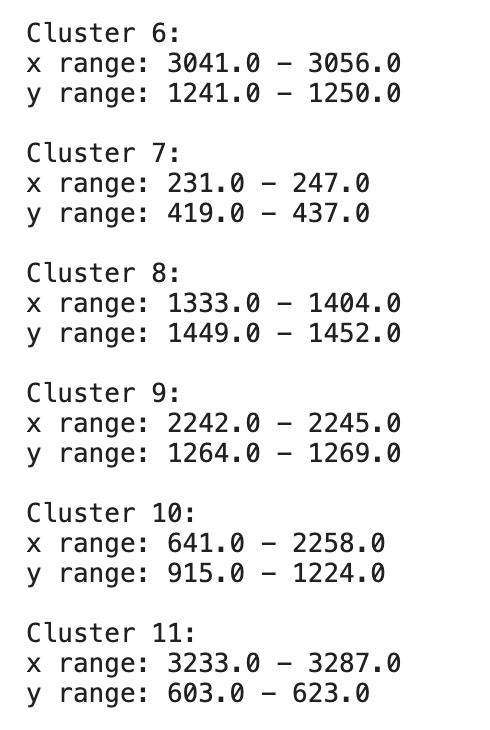 Cluster 6:
x range: 3041.0 – 3056.0
y range: 1241.0 – 1250.0
Cluster 7:
x range: 231.0 – 247.0
y range: 419.0 – 437.0
Cluster 8:
x range: 1333.0 – 1404.0
y range: 1449.0 – 1452.0
Cluster 9:
x range: 2242.0 – 2245.0
y range: 1264.0 – 1269.0
Cluster 10:
x range: 641.0 – 2258.0
y range: 915.0 – 1224.0
Cluster 11:
x range: 3233.0 – 3287.0
y range: 603.0 – 623.0